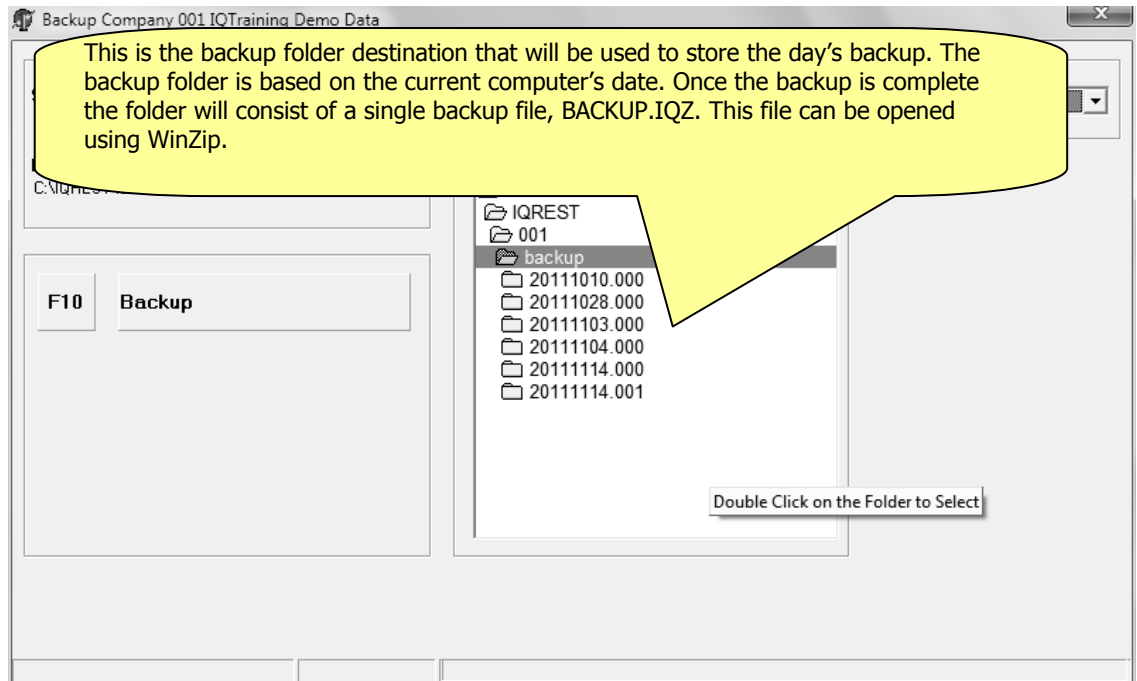 Backup Company 001 IQTraining Demo Data
This is the backup folder destination that will be used to store the day's backup. The
backup folder is based on the current computer's date. Once the backup is complete
the folder will consist of a single backup file, BACKUP.IQZ. This file can be opened
using WinZip.
IQREST
001
backup
20111010.000
20111028.000
20111103.000
20111104.000
20111114.000
20111114.001
F10 Backup
Double Click on the Folder to Select